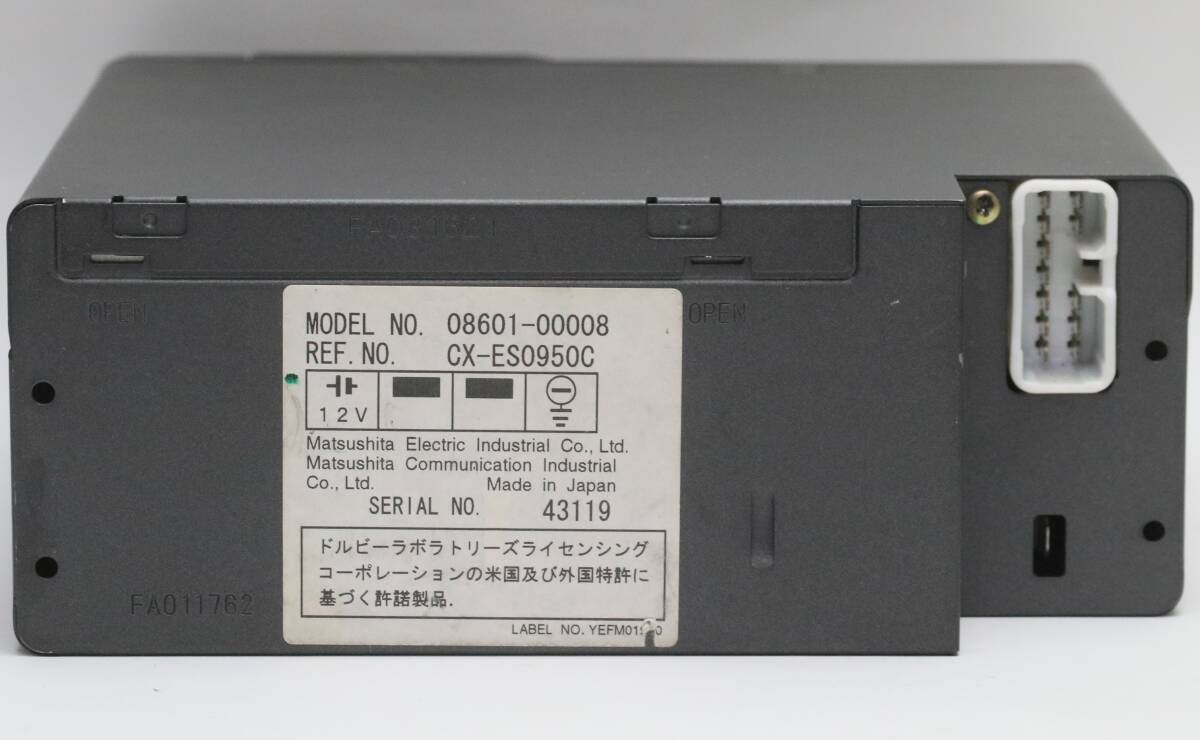 OPEN
OPEN
MODEL NO. 08601-00008
REF. NO. CX-ES0950C
12V
Matsushita Electric Industrial Co., Ltd.
Matsushita Communication Industrial
Co., Ltd. Made in Japan
SERIAL NO. 43119
ドルビーラボラトリーズライセンシング
コーポレーションの米国及び外国特許に
基づく許諾製品.
LABEL NO.
FA011762